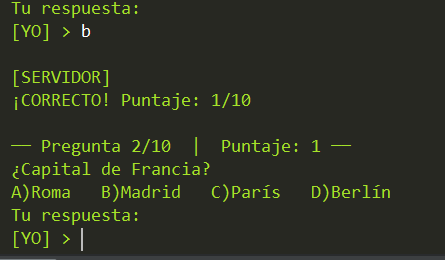 Tu respuesta:
[YO] > b
[SERVIDOR]
¡CORRECTO! Puntaje: 1/10
── Pregunta 2/10 | Puntaje: 1 ──
¿Capital de Francia?
A)Roma B)Madrid C)París D)Berlín
Tu respuesta:
[YO] >